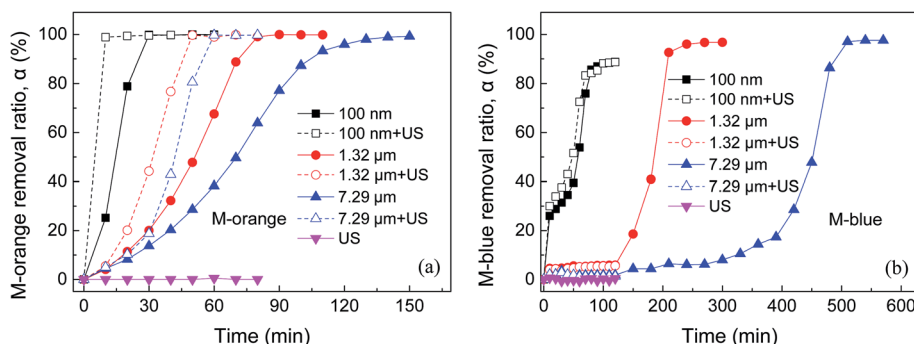 M-orange removal ratio, α (%)
100
80
60
40
20
0
100 nm
100 nm+US
1.32 μm
1.32 μm+US
7.29 μm
7.29 μm+US
US
M-orange
(a)
0 30 60 90 120 150
Time (min)
M-blue removal ratio, α (%)
100
80
60
40
20
0
100 nm
100 nm+US
1.32 μm
1.32 μm+US
7.29 μm
7.29 μm+US
US
M-blue
(b)
0 100 200 300 400 500 600
Time (min)